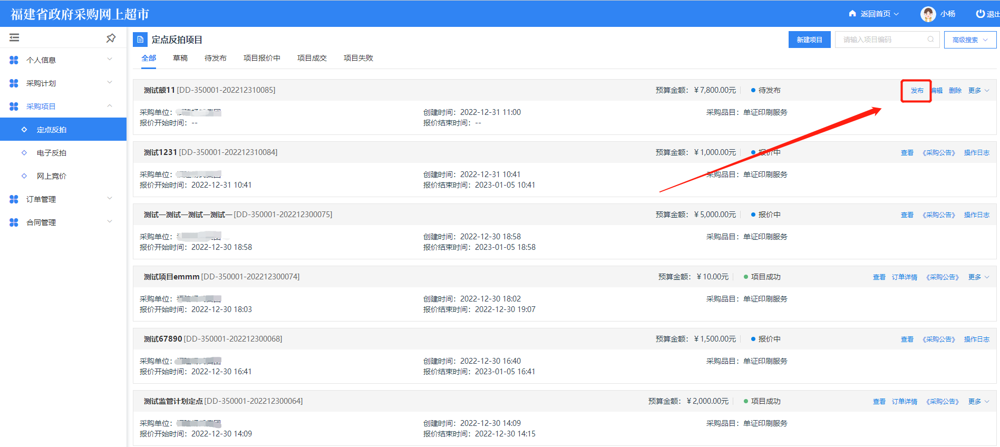 福建省政府采购网上超市
返回首页
小杨
退出
个人信息
采购计划
采购项目
定点反拍
电子反拍
网上竞价
订单管理
合同管理
定点反拍项目
新建项目
请输入项目编码
高级搜索
全部 草稿 待发布 项目报价中 项目成交 项目失败
测试额11 [DD-350001-202212310085] 预算金额：￥7,800.00元 待发布 发布 编辑 删除 更多
采购单位： 创建时间：2022-12-31 11:00 采购品目：单证印刷服务
报价开始时间：-- 报价结束时间：--
测试1231 [DD-350001-202212310084] 预算金额：￥1,000.00元 报价中 查看 《采购公告》 操作日志
采购单位： 创建时间：2022-12-31 10:41 采购品目：单证印刷服务
报价开始时间：2022-12-31 10:41 报价结束时间：2023-01-05 10:41
测试—测试—测试—测试— [DD-350001-202212300075] 预算金额：￥5,000.00元 报价中 查看 《采购公告》 操作日志
采购单位： 创建时间：2022-12-30 18:58 采购品目：单证印刷服务
报价开始时间：2022-12-30 18:58 报价结束时间：2023-01-05 18:58
测试项目emmm [DD-350001-202212300074] 预算金额：￥10.00元 项目成功 查看 订单详情 《采购公告》 更多
采购单位： 创建时间：2022-12-30 18:02 采购品目：单证印刷服务
报价开始时间：2022-12-30 18:03 报价结束时间：2022-12-30 19:07
测试67890 [DD-350001-202212300068] 预算金额：￥1,500.00元 报价中 查看 《采购公告》 操作日志
采购单位： 创建时间：2022-12-30 16:40 采购品目：单证印刷服务
报价开始时间：2022-12-30 16:41 报价结束时间：2023-01-05 16:41
测试监管计划定点 [DD-350001-202212300064] 预算金额：￥2,000.00元 项目成功 查看 订单详情 《采购公告》 更多
采购单位： 创建时间：2022-12-30 14:09 采购品目：单证印刷服务
报价开始时间：2022-12-30 14:09 报价结束时间：2022-12-30 14:15